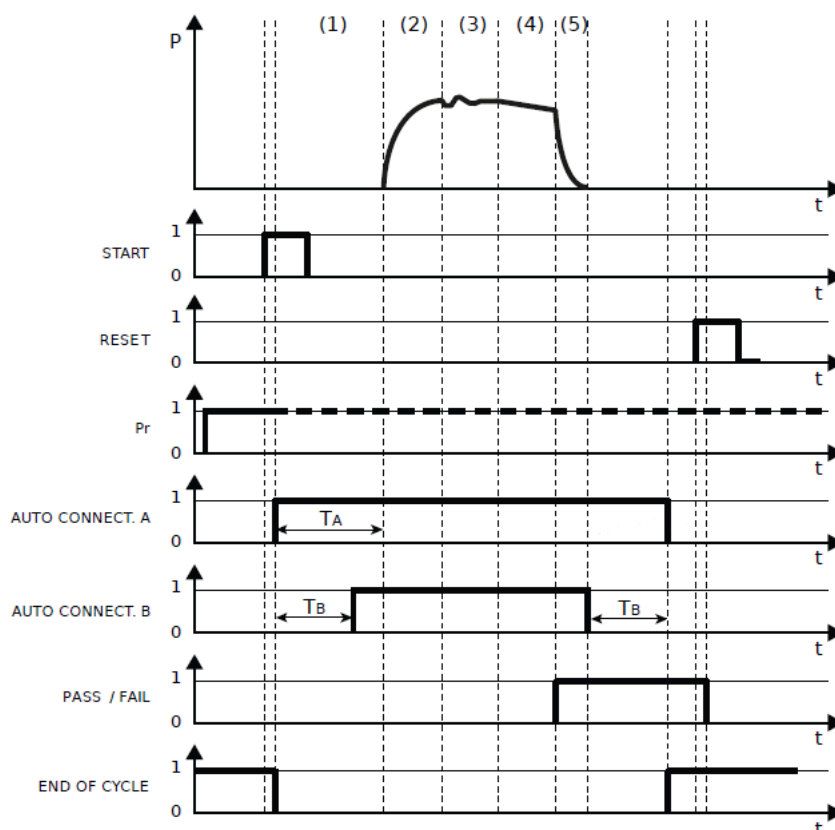 (1) (2) (3) (4) (5)
P
t
START 1
0
t
RESET 1
0
t
Pr 1
0
t
AUTO CONNECT. A 1
TA
0
t
AUTO CONNECT. B 1
TB TB
0
t
PASS / FAIL 1
0
t
END OF CYCLE 1
0
t